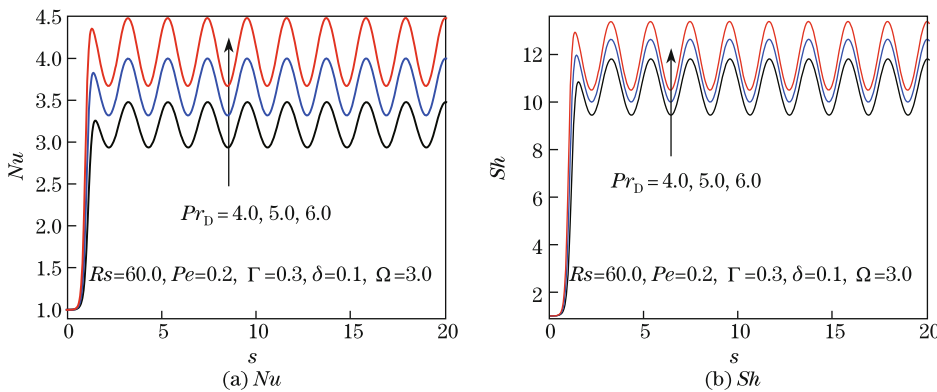 4.5
4.0
3.5
3.0
2.5
2.0
1.5
1.0
Nu
0
5
10
15
20
s
Pr_D=4.0, 5.0, 6.0
Rs=60.0, Pe=0.2, Γ=0.3, δ=0.1, Ω=3.0
(a) Nu
12
10
8
6
4
2
Sh
0
5
10
15
20
s
Pr_D=4.0, 5.0, 6.0
Rs=60.0, Pe=0.2, Γ=0.3, δ=0.1, Ω=3.0
(b) Sh